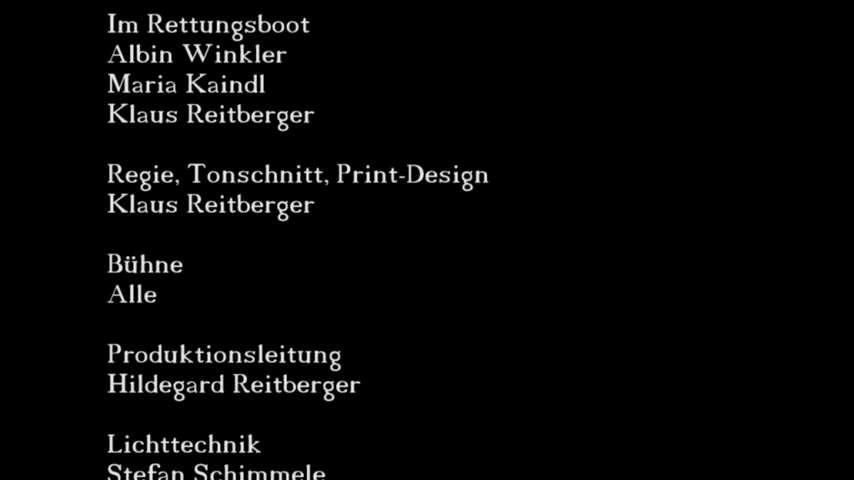 Im Rettungsboot
Albin Winkler
Maria Kaindl
Klaus Reitberger
Regie, Tonschnitt, Print-Design
Klaus Reitberger
Bühne
Alle
Produktionsleitung
Hildegard Reitberger
Lichttechnik
Stefan Schimmele